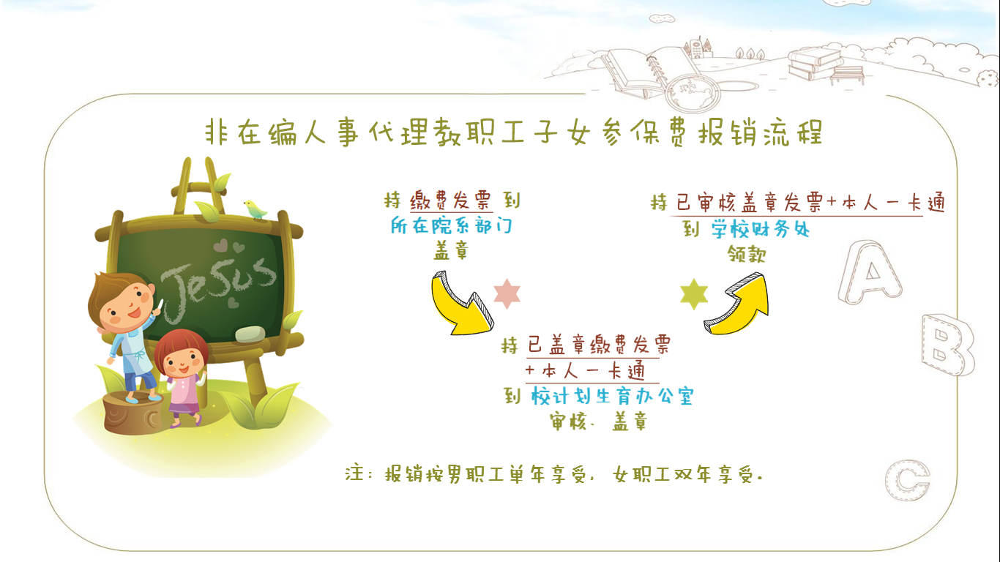 非在编人事代理教职工子女参保费报销流程
Jesus
持 缴费发票 到
所在院系部门
盖章
持 已盖章缴费发票
+本人一卡通
到 校计划生育办公室
审核、盖章
持 已审核盖章发票+本人一卡通
到 学校财务处
领款
A
B
C
注：报销按男职工单年享受，女职工双年享受。